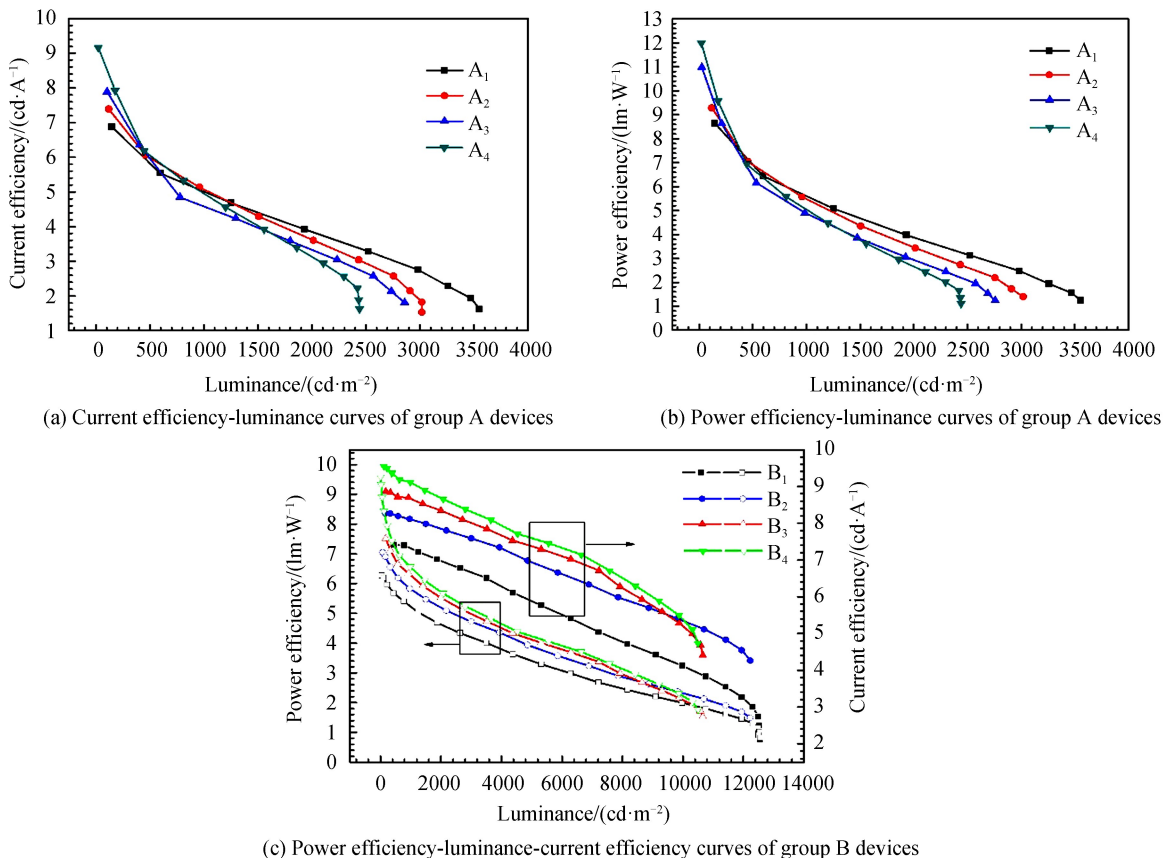 10
9
8
7
6
5
4
3
2
1
Current efficiency/(cd·A⁻¹)
A₁
A₂
A₃
A₄
0 500 1000 1500 2000 2500 3000 3500 4000
Luminance/(cd·m⁻²)
(a) Current efficiency-luminance curves of group A devices
13
12
11
10
9
8
7
6
5
4
3
2
1
0
Power efficiency/(lm·W⁻¹)
A₁
A₂
A₃
A₄
0 500 1000 1500 2000 2500 3000 3500 4000
Luminance/(cd·m⁻²)
(b) Power efficiency-luminance curves of group A devices
10
9
8
7
6
5
4
3
2
1
0
Power efficiency/(lm·W⁻¹)
B₁
B₂
B₃
B₄
10
9
8
7
6
5
4
3
2
Current efficiency/(cd·A⁻¹)
0 2000 4000 6000 8000 10000 12000 14000
Luminance/(cd·m⁻²)
(c) Power efficiency-luminance-current efficiency curves of group B devices